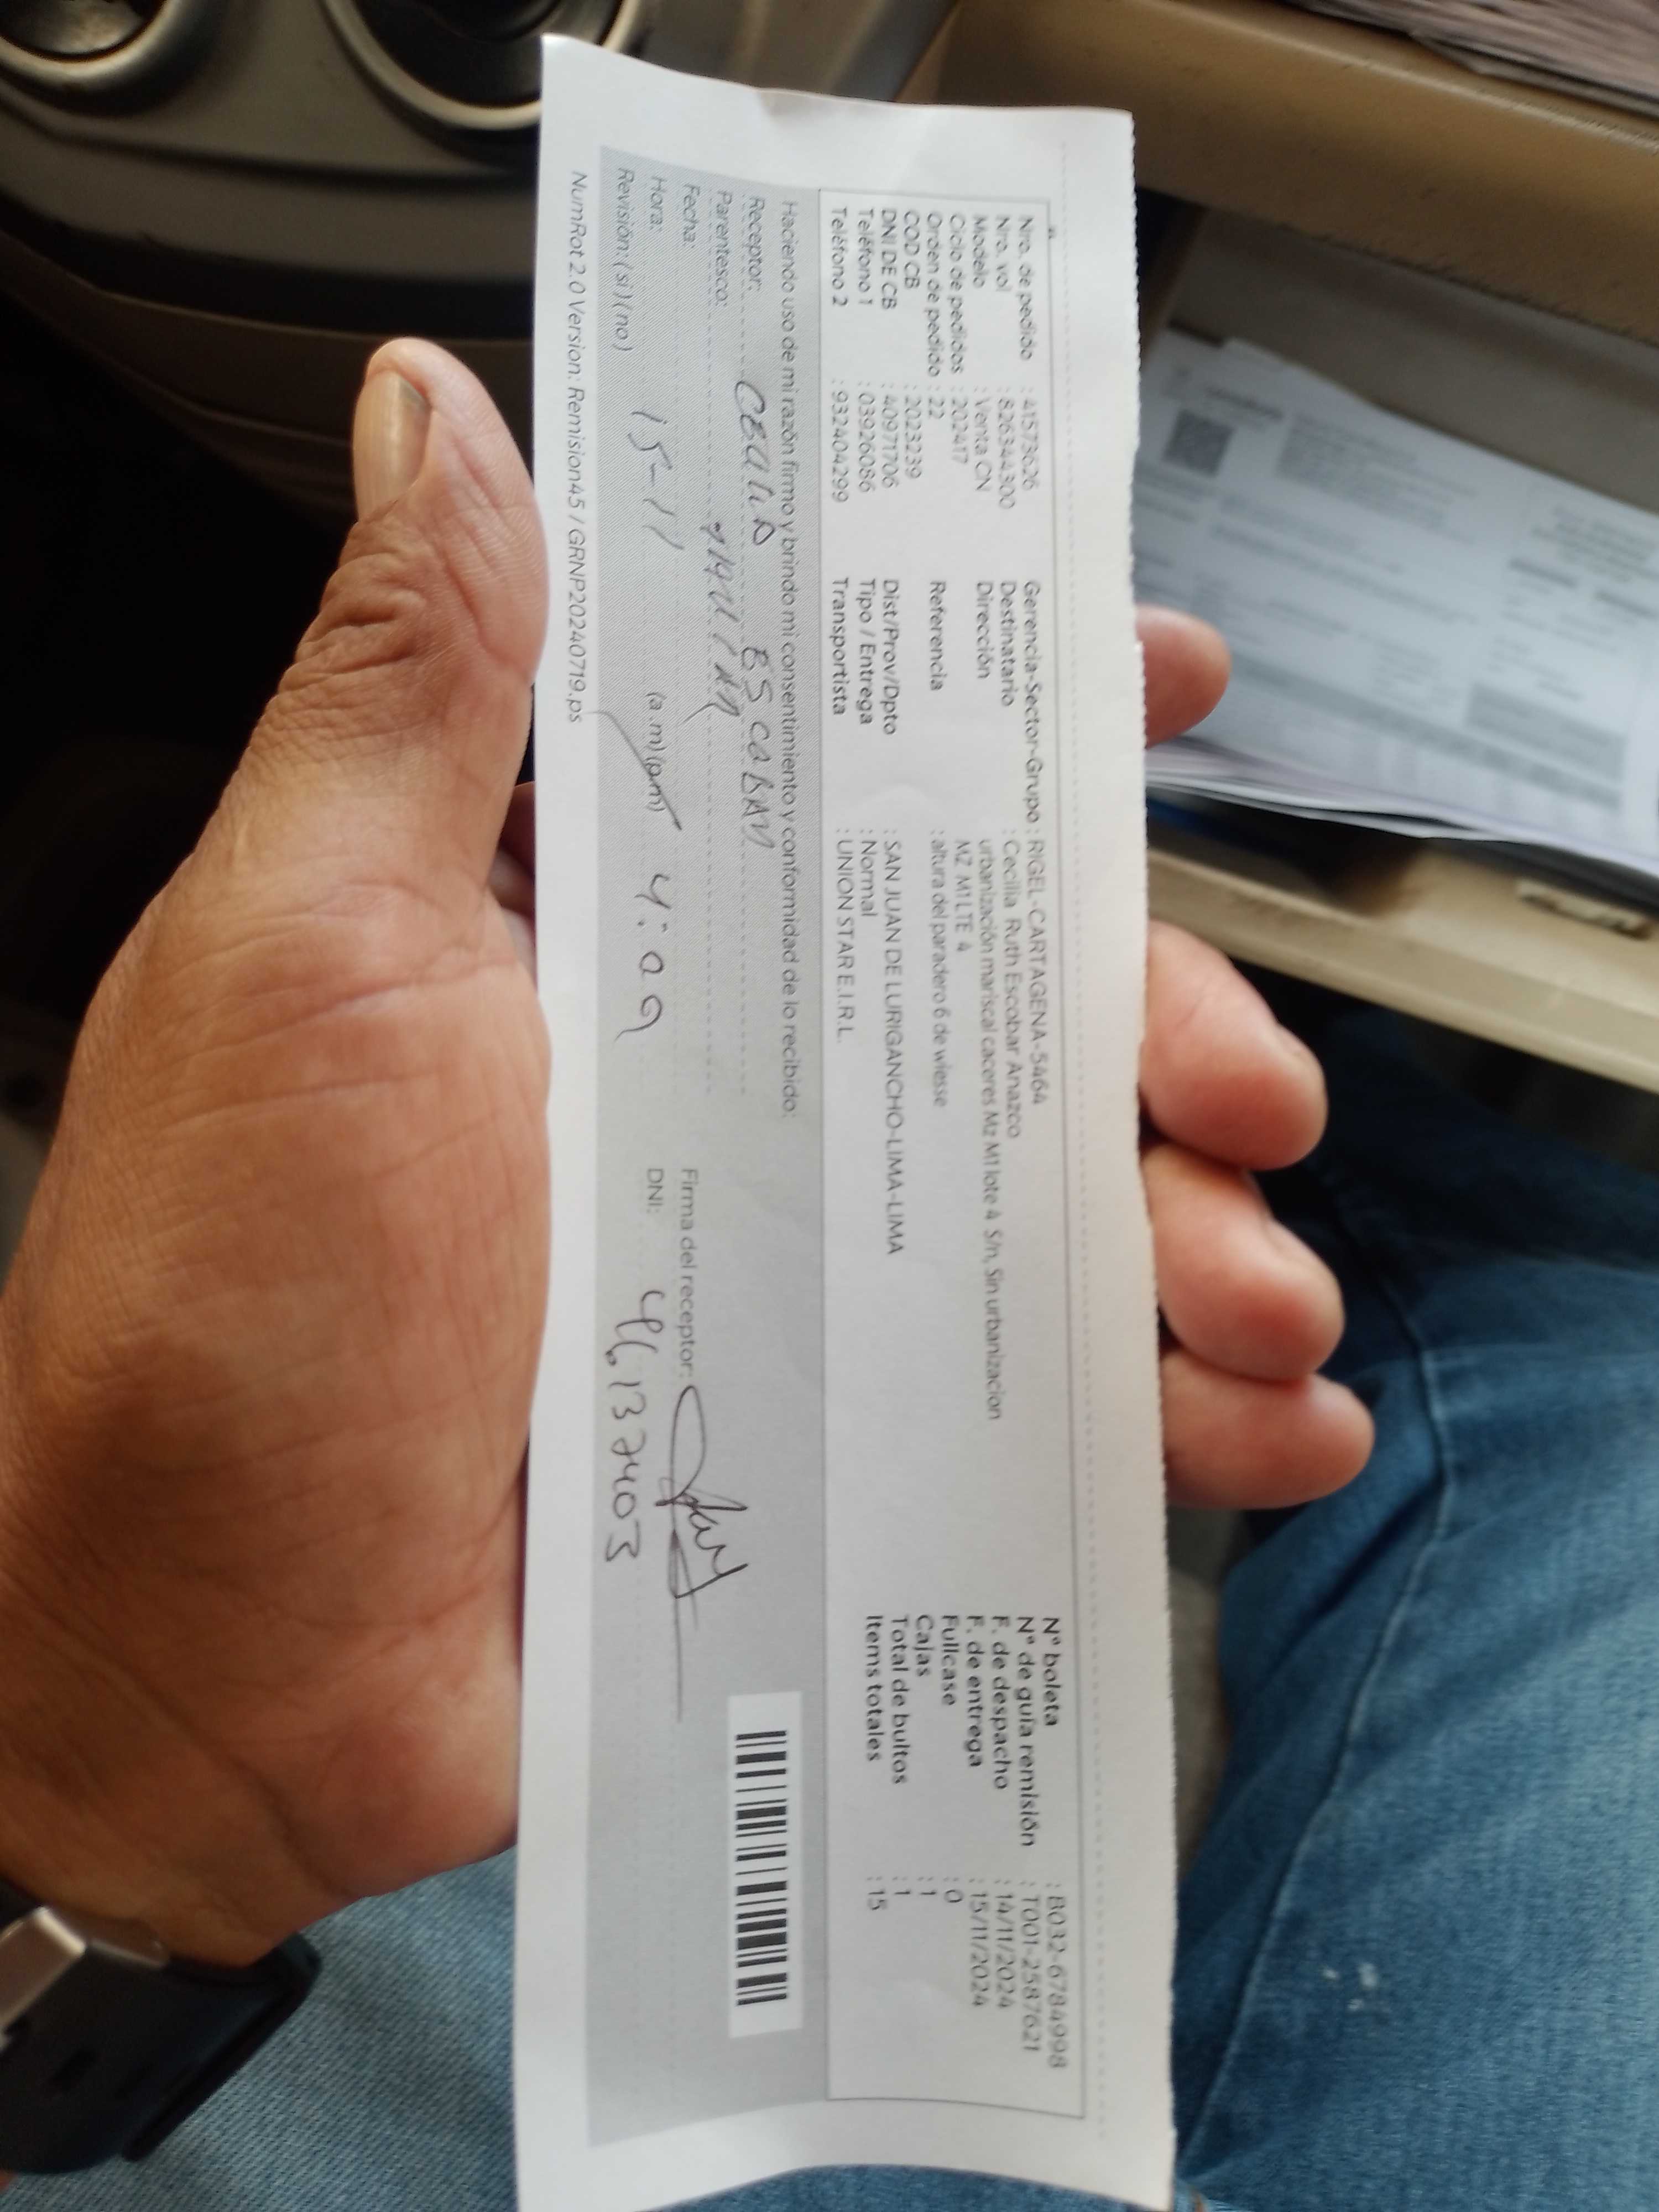 Nro. de pedido : 41573626
Nro. vol : 826344300
Modelo : Venta CN
Ciclo de pedidos : 202417
Orden de pedido : 22
COD CB : 2023239
DNI DE CB : 40971706
Teléfono 1 : 03926086
Teléfono 2 : 932404299
Gerencia-Sector-Grupo : RIGEL-CARTAGENA-5464
Destinatario : Cecilia Ruth Escobar Anazco
Dirección urbanización mariscal caceres Mz M1 lote 4 S/n, Sin urbanizacion
MZ M1 LTE 4
Referencia : altura del paradero 6 de wiesse
Dist/Prov/Dpto : SAN JUAN DE LURIGANCHO-LIMA-LIMA
Tipo / Entrega : Normal
Transportista : UNION STAR E.I.R.L.
N° boleta : B032-6784998
N° de guía remisión : T001-2587621
F. de despacho : 14/11/2024
F. de entrega : 15/11/2024
Fullcase : 0
Cajas : 1
Total de bultos : 1
Items totales : 15
Haciendo uso de mi razón firmo y brindo mi consentimiento y conformidad de lo recibido:
Receptor:
Parentesco:
Fecha: 15-11
Hora: (a.m)(pm) 4:09
Revisión: (si)(no)
Firma del receptor:
DNI: 46137403
NumRot 2.0 Version: Remision45 / GRNP20240719.ps